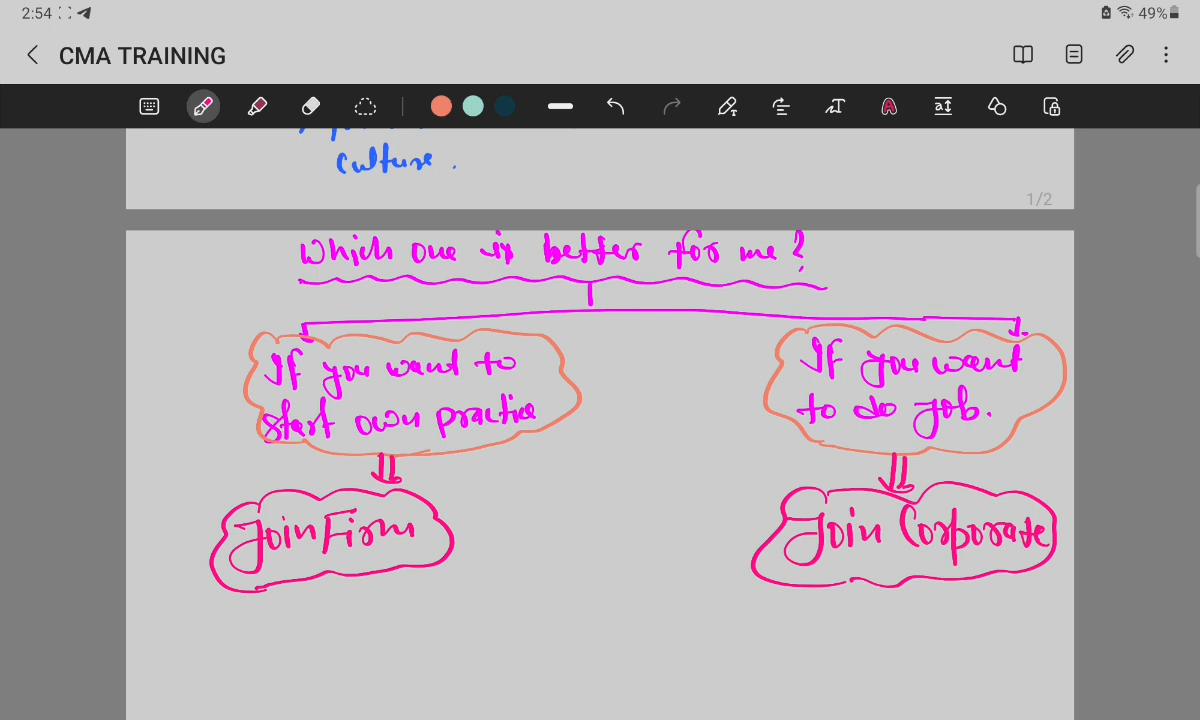 2:54
49%
CMA TRAINING
culture.
1/2
Which one is better for me?
If you want to
start own practice
If you want
to do job.
Join Firm
Join Corporate